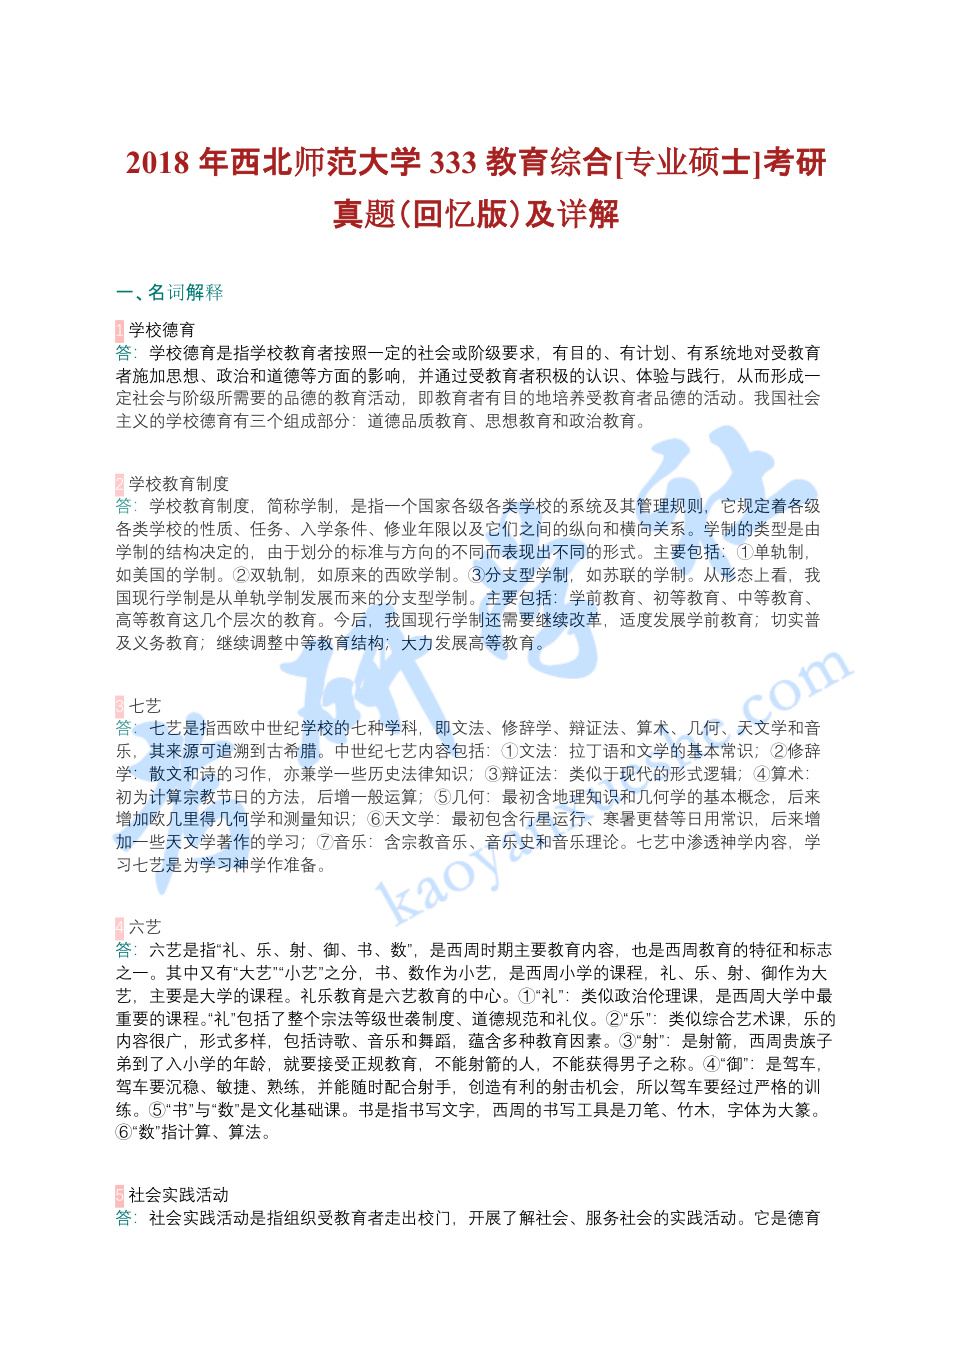 2018 年西北师范大学 333 教育综合[专业硕士]考研
真题（回忆版）及详解
一、名词解释
1 学校德育
答：学校德育是指学校教育者按照一定的社会或阶级要求，有目的、有计划、有系统地对受教育
者施加思想、政治和道德等方面的影响，并通过受教育者积极的认识、体验与践行，从而形成一
定社会与阶级所需要的品德的教育活动，即教育者有目的地培养受教育者品德的活动。我国社会
主义的学校德育有三个组成部分：道德品质教育、思想教育和政治教育。
2 学校教育制度
答：学校教育制度，简称学制，是指一个国家各级各类学校的系统及其管理规则，它规定着各级
各类学校的性质、任务、入学条件、修业年限以及它们之间的纵向和横向关系。学制的类型是由
学制的结构决定的，由于划分的标准与方向的不同而表现出不同的形式。主要包括：①单轨制，
如美国的学制。②双轨制，如原来的西欧学制。③分支型学制，如苏联的学制。从形态上看，我
国现行学制是从单轨学制发展而来的分支型学制。主要包括：学前教育、初等教育、中等教育、
高等教育这几个层次的教育。今后，我国现行学制还需要继续改革，适度发展学前教育；切实普
及义务教育；继续调整中等教育结构；大力发展高等教育。
3 七艺
答：七艺是指西欧中世纪学校的七种学科，即文法、修辞学、辩证法、算术、几何、天文学和音
乐，其来源可追溯到古希腊。中世纪七艺内容包括：①文法：拉丁语和文学的基本常识；②修辞
学：散文和诗的习作，亦兼学一些历史法律知识；③辩证法：类似于现代的形式逻辑；④算术：
初为计算宗教节日的方法，后增一般运算；⑤几何：最初含地理知识和几何学的基本概念，后来
增加欧几里得几何学和测量知识；⑥天文学：最初包含行星运行、寒暑更替等日用常识，后来增
加一些天文学著作的学习；⑦音乐：含宗教音乐、音乐史和音乐理论。七艺中渗透神学内容，学
习七艺是为学习神学作准备。
4 六艺
答：六艺是指“礼、乐、射、御、书、数”，是西周时期主要教育内容，也是西周教育的特征和标志
之一。其中又有“大艺”“小艺”之分，书、数作为小艺，是西周小学的课程，礼、乐、射、御作为大
艺，主要是大学的课程。礼乐教育是六艺教育的中心。①“礼”：类似政治伦理课，是西周大学中最
重要的课程。“礼”包括了整个宗法等级世袭制度、道德规范和礼仪。②“乐”：类似综合艺术课，乐的
内容很广，形式多样，包括诗歌、音乐和舞蹈，蕴含多种教育因素。③“射”：是射箭，西周贵族子
弟到了入小学的年龄，就要接受正规教育，不能射箭的人，不能获得男子之称。④“御”：是驾车，
驾车要沉稳、敏捷、熟练，并能随时配合射手，创造有利的射击机会，所以驾车要经过严格的训
练。⑤“书”与“数”是文化基础课。书是指书写文字，西周的书写工具是刀笔、竹木，字体为大篆。
⑥“数”指计算、算法。
5 社会实践活动
答：社会实践活动是指组织受教育者走出校门，开展了解社会、服务社会的实践活动。它是德育
考研学社
kaoyanxueshe.com